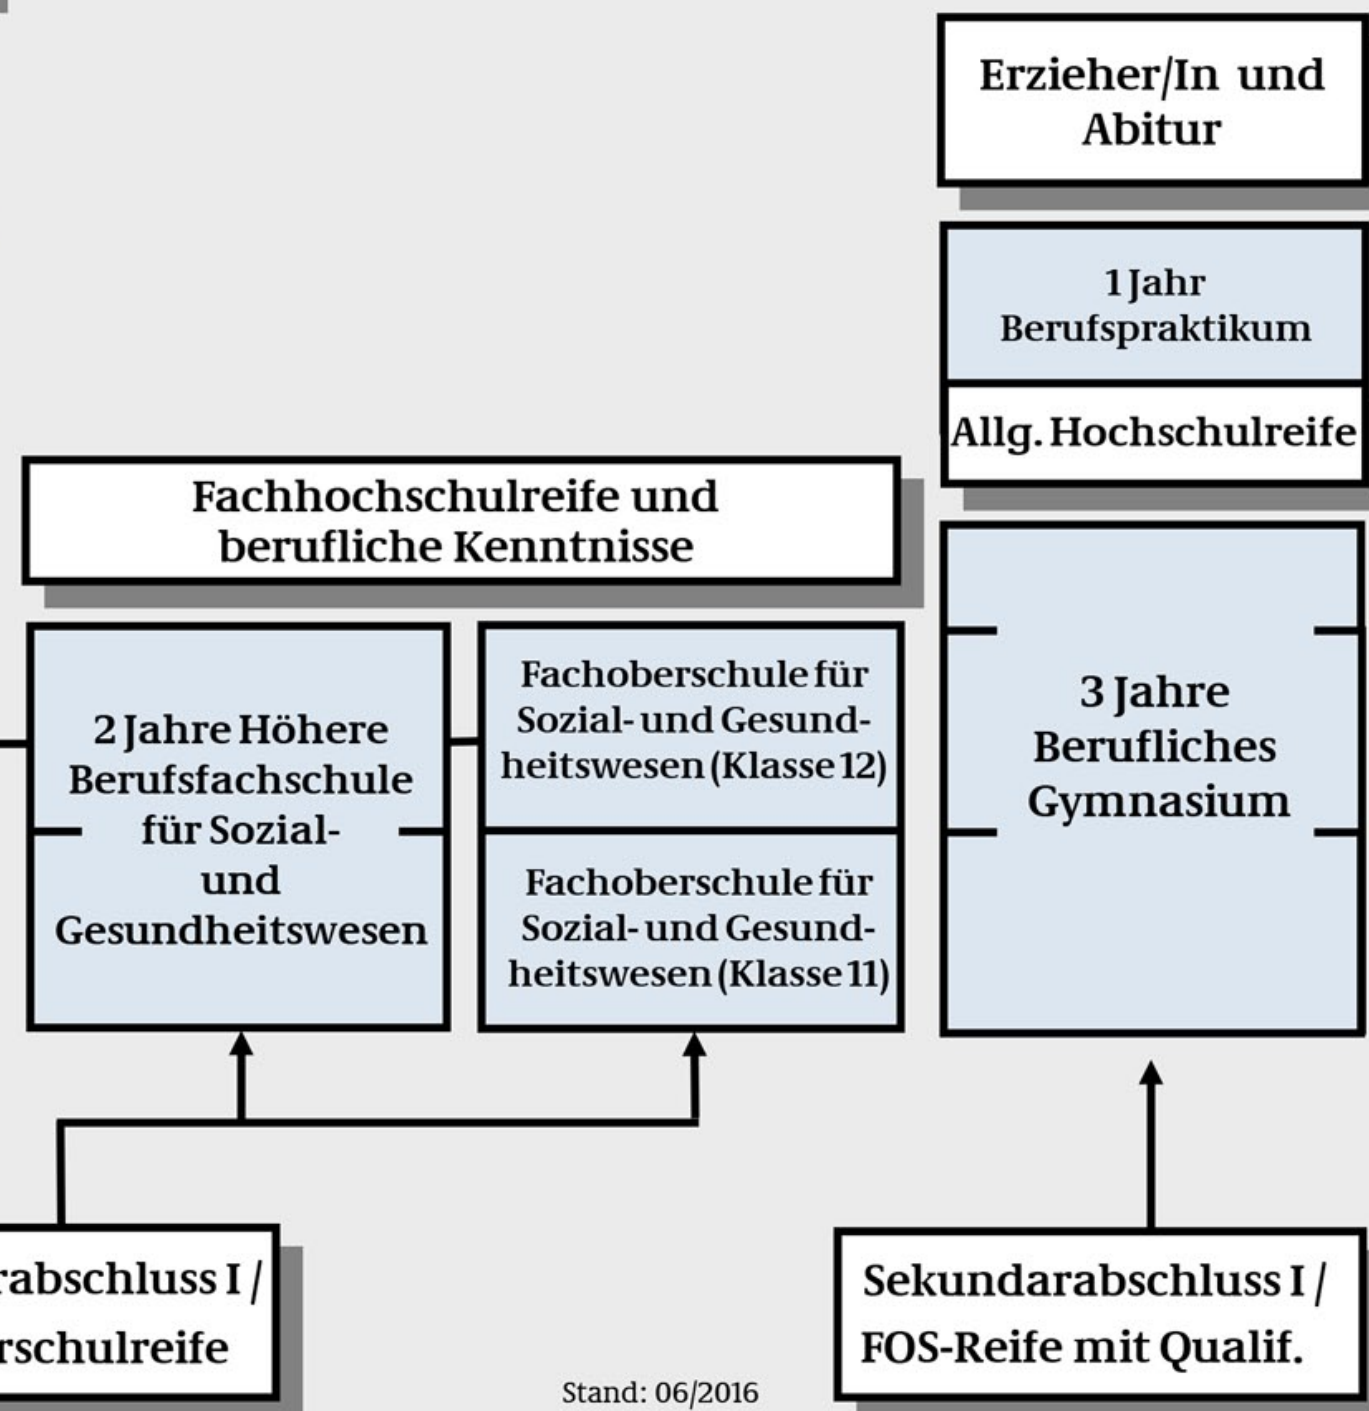 Erzieher/In und
Abitur
1 Jahr
Berufspraktikum
Allg. Hochschulreife
Fachhochschulreife und
berufliche Kenntnisse
2 Jahre Höhere
Berufsfachschule
für Sozial-
und
Gesundheitswesen
Fachoberschule für
Sozial- und Gesund-
heitswesen (Klasse 12)
Fachoberschule für
Sozial- und Gesund-
heitswesen (Klasse 11)
3 Jahre
Berufliches
Gymnasium
rabschluss I /
rschulreife
Sekundarabschluss I /
FOS-Reife mit Qualif.
Stand: 06/2016